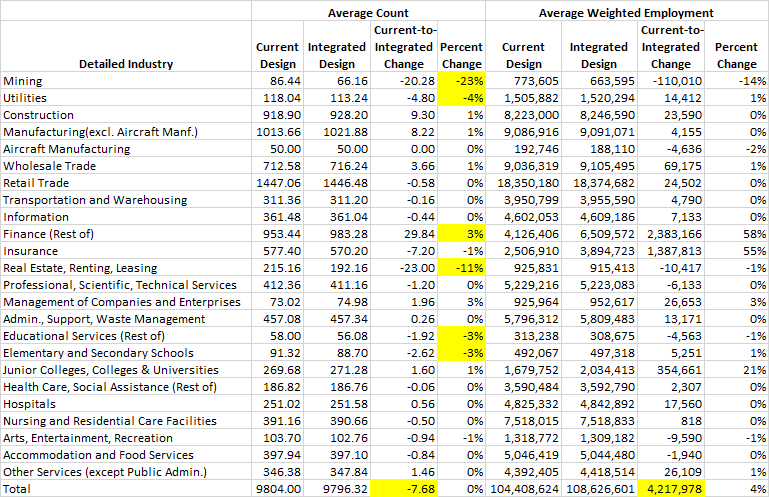 Average Count Average Weighted Employment
Current-to- Current-to-
Current Integrated Integrated Percent Current Integrated Integrated Percent
Detailed Industry Design Design Change Change Design Design Change Change
Mining 86.44 66.16 -20.28 -23% 773,605 663,595 -110,010 -14%
Utilities 118.04 113.24 -4.80 -4% 1,505,882 1,520,294 14,412 1%
Construction 918.90 928.20 9.30 1% 8,223,000 8,246,590 23,590 0%
Manufacturing(excl. Aircraft Manf.) 1013.66 1021.88 8.22 1% 9,086,916 9,091,071 4,155 0%
Aircraft Manufacturing 50.00 50.00 0.00 0% 192,746 188,110 -4,636 -2%
Wholesale Trade 712.58 716.24 3.66 1% 9,036,319 9,105,495 69,175 1%
Retail Trade 1447.06 1446.48 -0.58 0% 18,350,180 18,374,682 24,502 0%
Transportation and Warehousing 311.36 311.20 -0.16 0% 3,950,799 3,955,590 4,790 0%
Information 361.48 361.04 -0.44 0% 4,602,053 4,609,186 7,133 0%
Finance (Rest of) 953.44 983.28 29.84 3% 4,126,406 6,509,572 2,383,166 58%
Insurance 577.40 570.20 -7.20 -1% 2,506,910 3,894,723 1,387,813 55%
Real Estate, Renting, Leasing 215.16 192.16 -23.00 -11% 925,831 915,413 -10,417 -1%
Professional, Scientific, Technical Services 412.36 411.16 -1.20 0% 5,229,216 5,223,083 -6,133 0%
Management of Companies and Enterprises 73.02 74.98 1.96 3% 925,964 952,617 26,653 3%
Admin., Support, Waste Management 457.08 457.34 0.26 0% 5,796,312 5,809,483 13,171 0%
Educational Services (Rest of) 58.00 56.08 -1.92 -3% 313,238 308,675 -4,563 -1%
Elementary and Secondary Schools 91.32 88.70 -2.62 -3% 492,067 497,318 5,251 1%
Junior Colleges, Colleges & Universities 269.68 271.28 1.60 1% 1,679,752 2,034,413 354,661 21%
Health Care, Social Assistance (Rest of) 186.82 186.76 -0.06 0% 3,590,484 3,592,790 2,307 0%
Hospitals 251.02 251.58 0.56 0% 4,825,332 4,842,892 17,560 0%
Nursing and Residential Care Facilities 391.16 390.66 -0.50 0% 7,518,015 7,518,833 818 0%
Arts, Entertainment, Recreation 103.70 102.76 -0.94 -1% 1,318,772 1,309,182 -9,590 -1%
Accommodation and Food Services 397.94 397.10 -0.84 0% 5,046,419 5,044,480 -1,940 0%
Other Services (except Public Admin.) 346.38 347.84 1.46 0% 4,392,405 4,418,514 26,109 1%
Total 9804.00 9796.32 -7.68 0% 104,408,624 108,626,601 4,217,978 4%